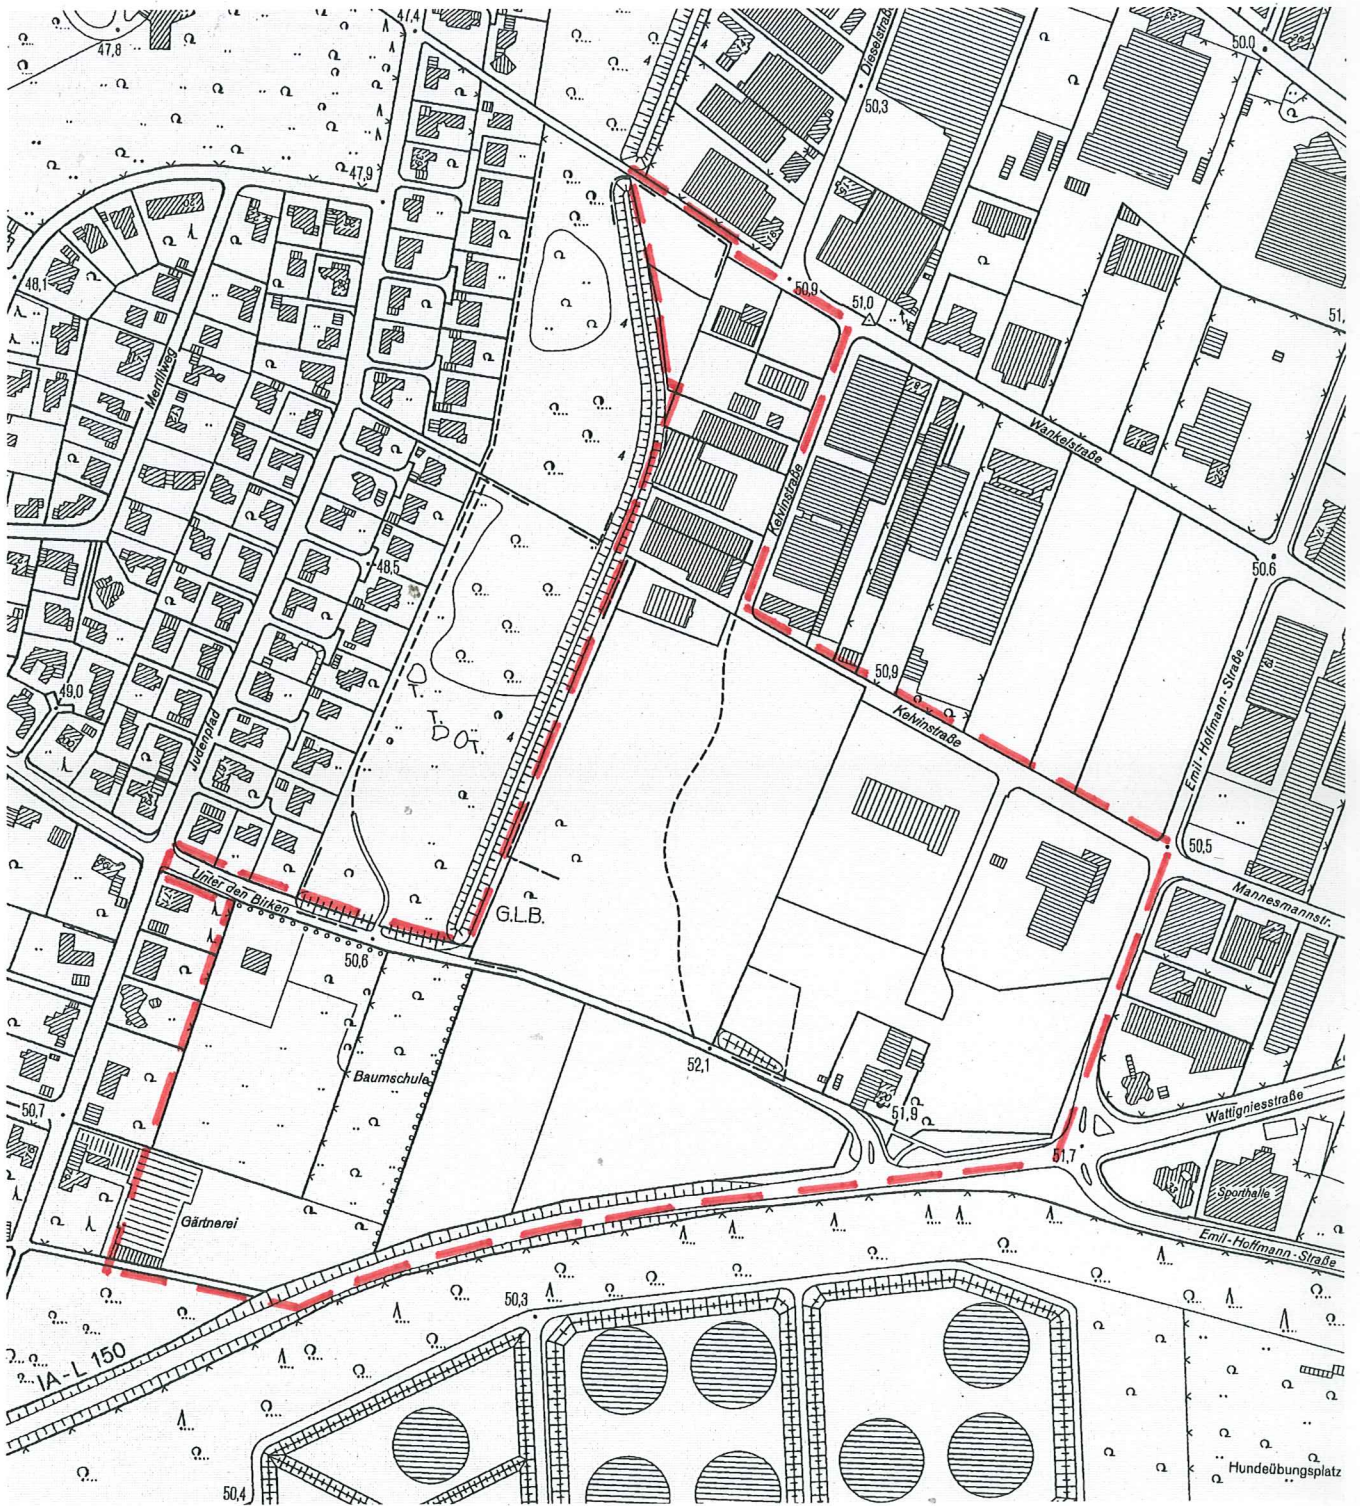 47,4
47,8
50.0
Dieselstraße
50,3
47,9
48,1
50,9
51,0
51,
Merlinweg
Wankelstraße
Kelvinstraße
50,6
48,5
49,0
50,9
Kelvinstraße
Emil-Hoffmann-Straße
T.
T.
D OT.
Judenpfad
50,5
Mannesmannstr.
Unter den Birken
G.L.B.
50,6
52,1
Baumschule
51,9
50,7
Wattigniesstraße
51,7
Sporthalle
Gärtnerei
Emil-Hoffmann-Straße
50,3
IA-L 150
50,4
Hundeübungsplatz